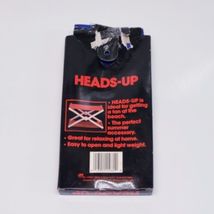 HEADS-UP
• HEADS-UP is
ideal for getting
a tan at the
beach.
• The perfect
summer
accessory.
• Great for relaxing at home.
• Easy to open and light weight.